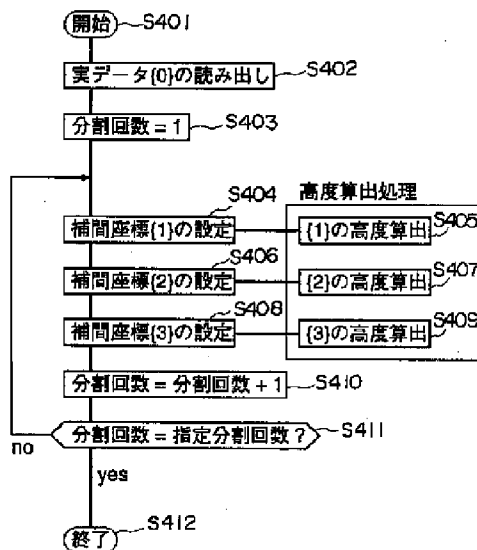 開始 S401
実データ{0}の読み出し S402
分割回数=1 S403
S404 高度算出処理
補間座標{1}の設定 {1}の高度算出 S405
S406
補間座標{2}の設定 {2}の高度算出 S407
S408
補間座標{3}の設定 {3}の高度算出 S409
分割回数=分割回数+1 S410
分割回数=指定分割回数? S411
no
yes
終了 S412